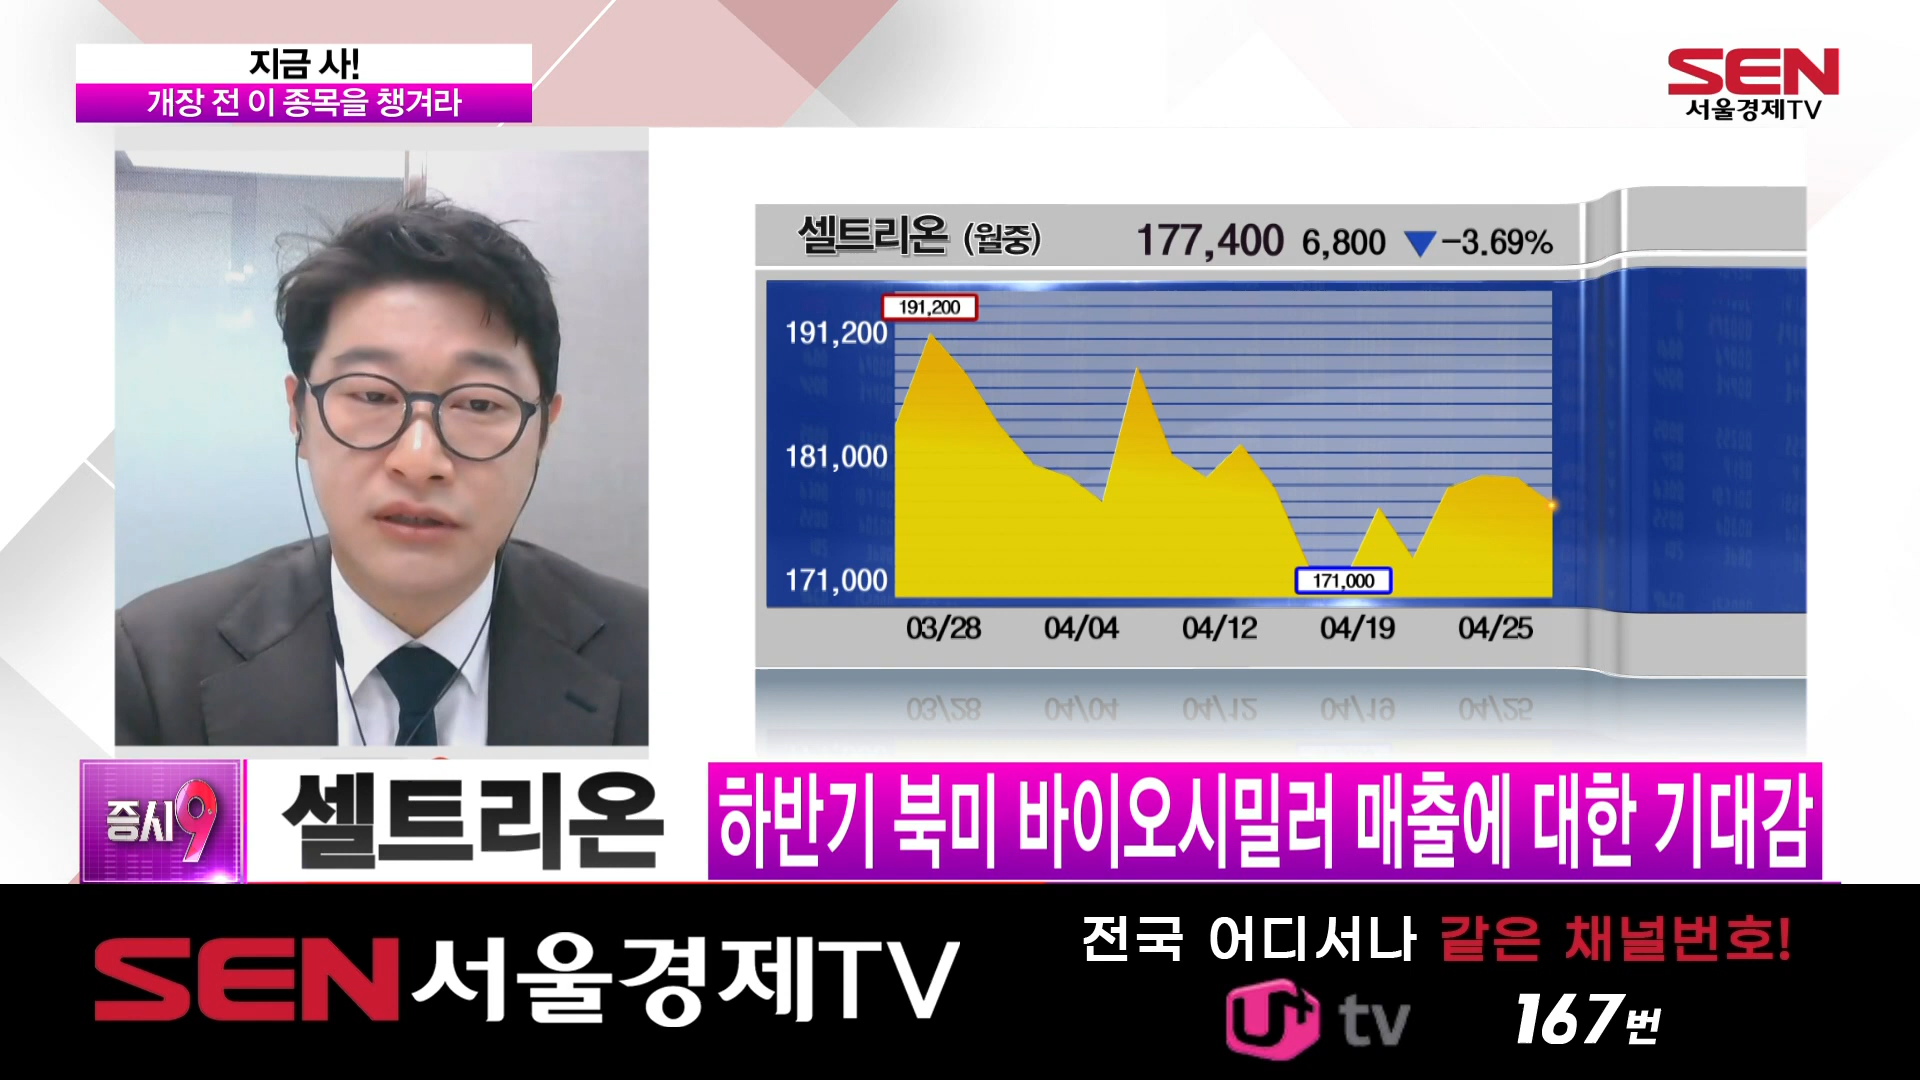 지금 사!
개장 전 이 종목을 챙겨라
SEN
서울경제TV
셀트리온 (월중) 177,400 6,800 ▼-3.69%
191,200
191,200
181,000
171,000
171,000
03/28 04/04 04/12 04/19 04/25
증시9
셀트리온
하반기 북미 바이오시밀러 매출에 대한 기대감
SEN서울경제TV
전국 어디서나 같은 채널번호!
U+ tv 167번